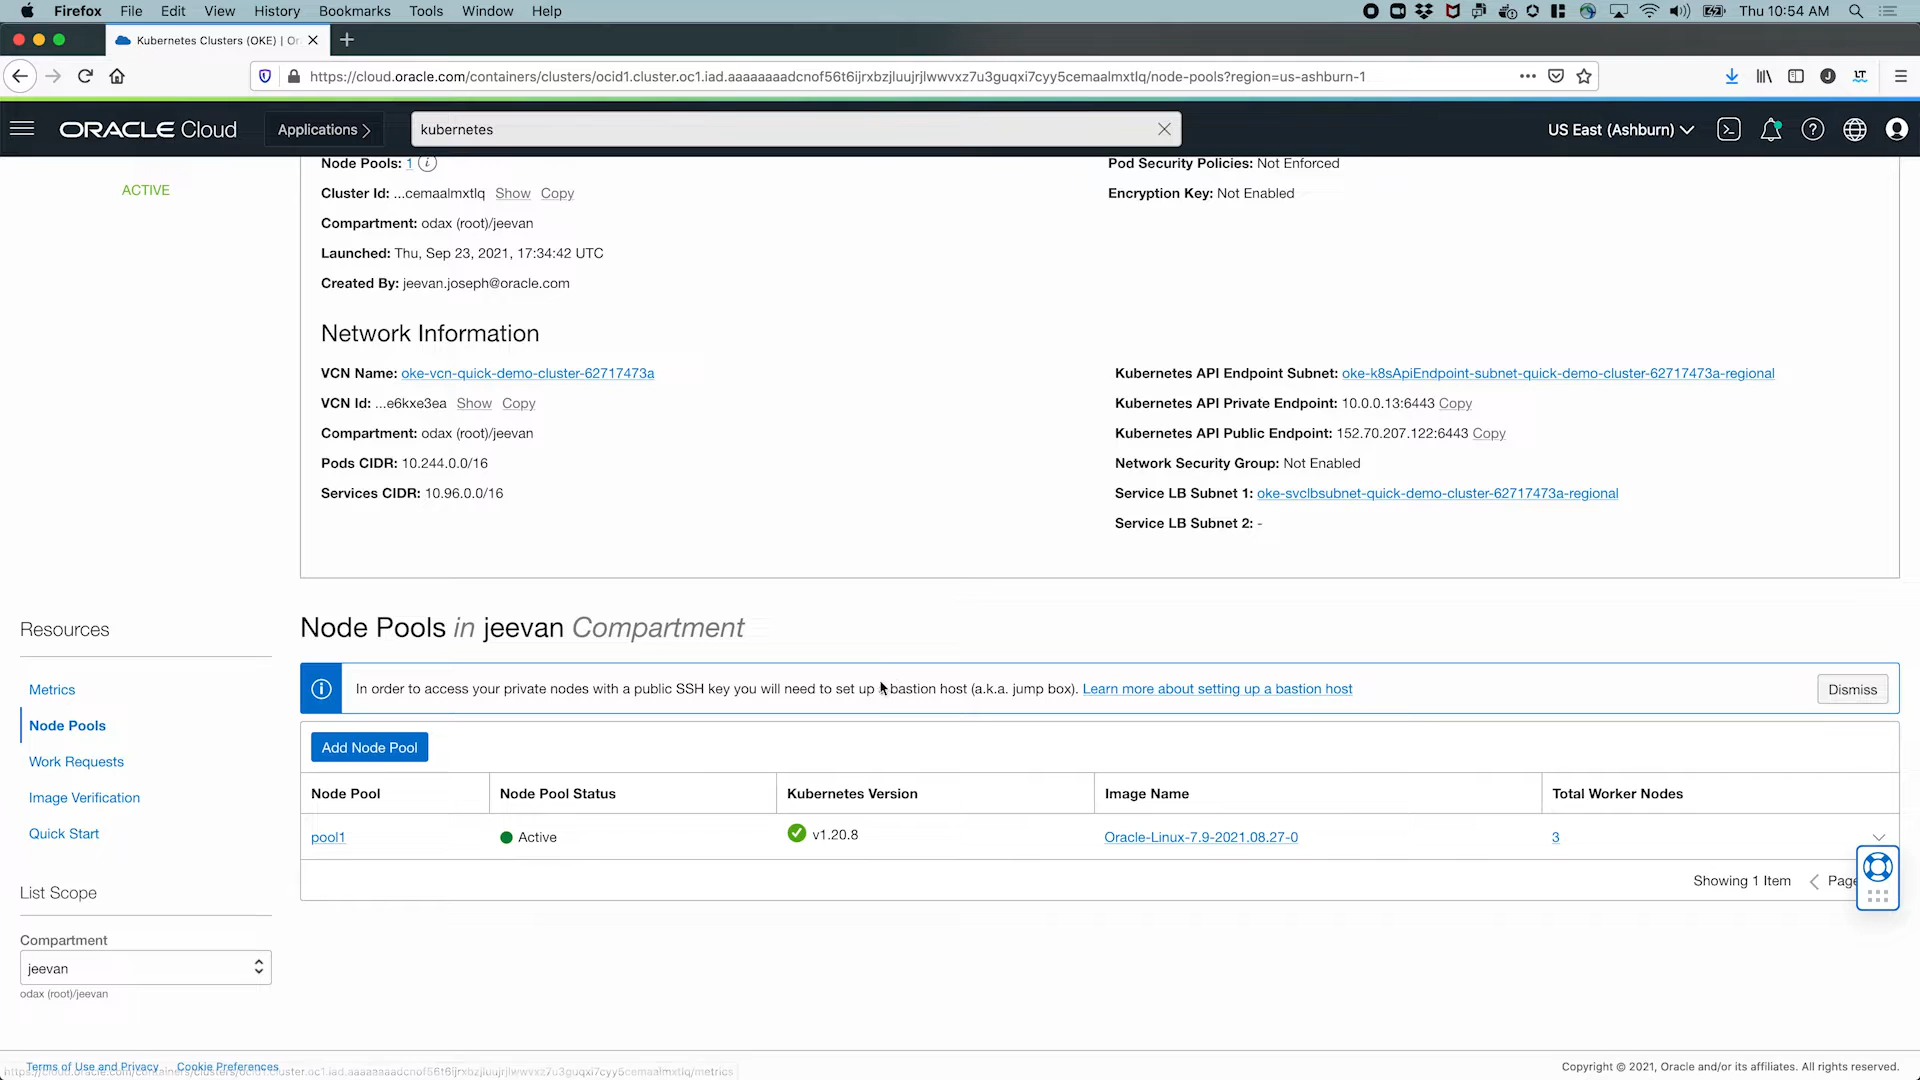 Firefox File Edit View History Bookmarks Tools Window Help Thu 10:54 AM
Kubernetes Clusters (OKE) | Or
https://cloud.oracle.com/containers/clusters/ocid1.cluster.oc1.iad.aaaaaaaadcnof56t6ijrxbzjluujrjlwwvxz7u3guqxi7cyy5cemaalmxtlq/node-pools?region=us-ashburn-1
ORACLE Cloud Applications kubernetes US East (Ashburn)
ACTIVE
Node Pools: 1
Cluster Id: ...cemaalmxtlq Show Copy
Compartment: odax (root)/jeevan
Launched: Thu, Sep 23, 2021, 17:34:42 UTC
Created By: jeevan.joseph@oracle.com
Pod Security Policies: Not Enforced
Encryption Key: Not Enabled
Network Information
VCN Name: oke-vcn-quick-demo-cluster-62717473a
VCN Id: ...e6kxe3ea Show Copy
Compartment: odax (root)/jeevan
Pods CIDR: 10.244.0.0/16
Services CIDR: 10.96.0.0/16
Kubernetes API Endpoint Subnet: oke-k8sApiEndpoint-subnet-quick-demo-cluster-62717473a-regional
Kubernetes API Private Endpoint: 10.0.0.13:6443 Copy
Kubernetes API Public Endpoint: 152.70.207.122:6443 Copy
Network Security Group: Not Enabled
Service LB Subnet 1: oke-svclbsubnet-quick-demo-cluster-62717473a-regional
Service LB Subnet 2: -
Resources
Metrics
Node Pools
Work Requests
Image Verification
Quick Start
List Scope
Compartment
jeevan
odax (root)/jeevan
Node Pools in jeevan Compartment
In order to access your private nodes with a public SSH key you will need to set up a bastion host (a.k.a. jump box). Learn more about setting up a bastion host Dismiss
Add Node Pool
Node Pool Node Pool Status Kubernetes Version Image Name Total Worker Nodes
pool1 Active v1.20.8 Oracle-Linux-7.9-2021.08.27-0 3
Showing 1 Item Page
Terms of Use and Privacy Cookie Preferences
Copyright © 2021, Oracle and/or its affiliates. All rights reserved.